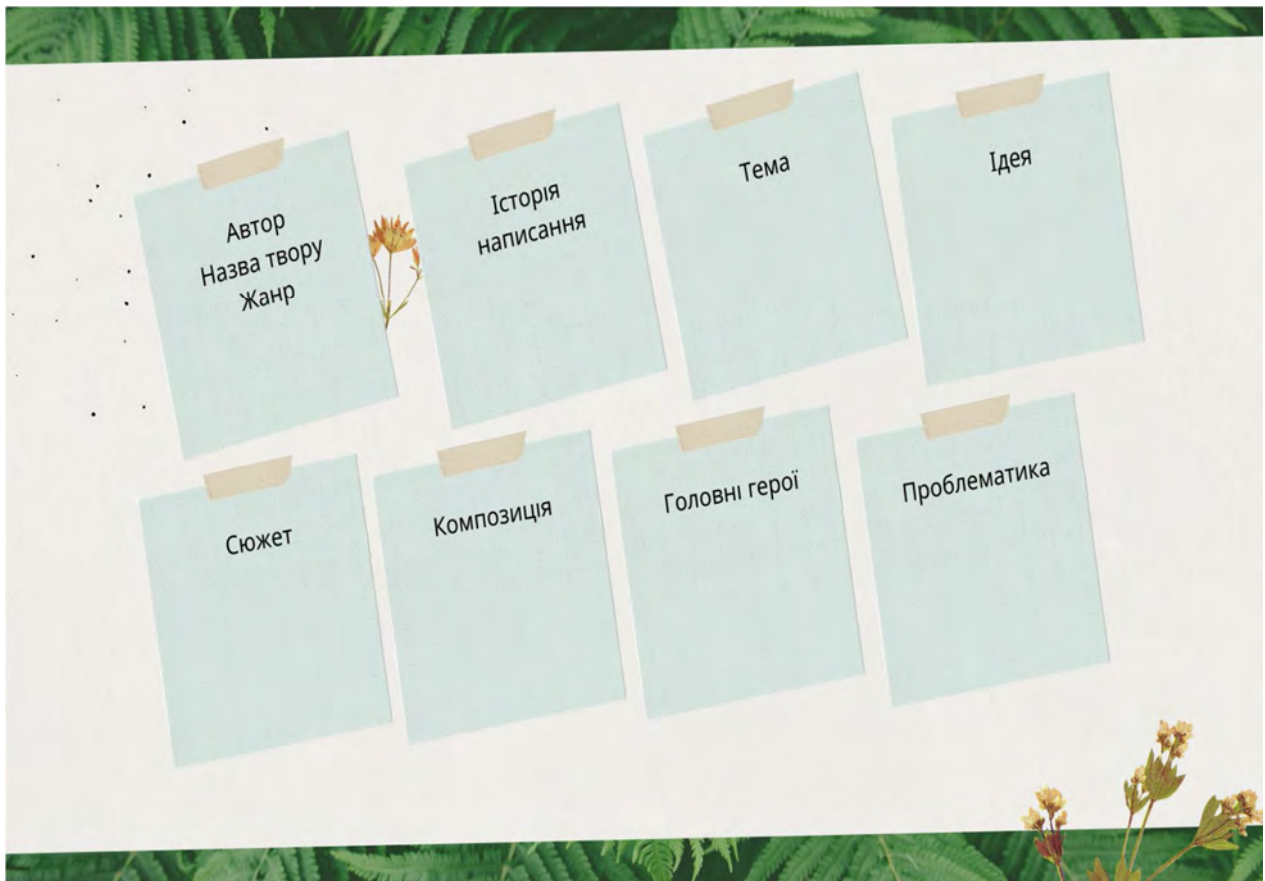 Автор
Назва твору
Жанр
Історія
написання
Тема
Ідея
Сюжет
Композиція
Головні герої
Проблематика